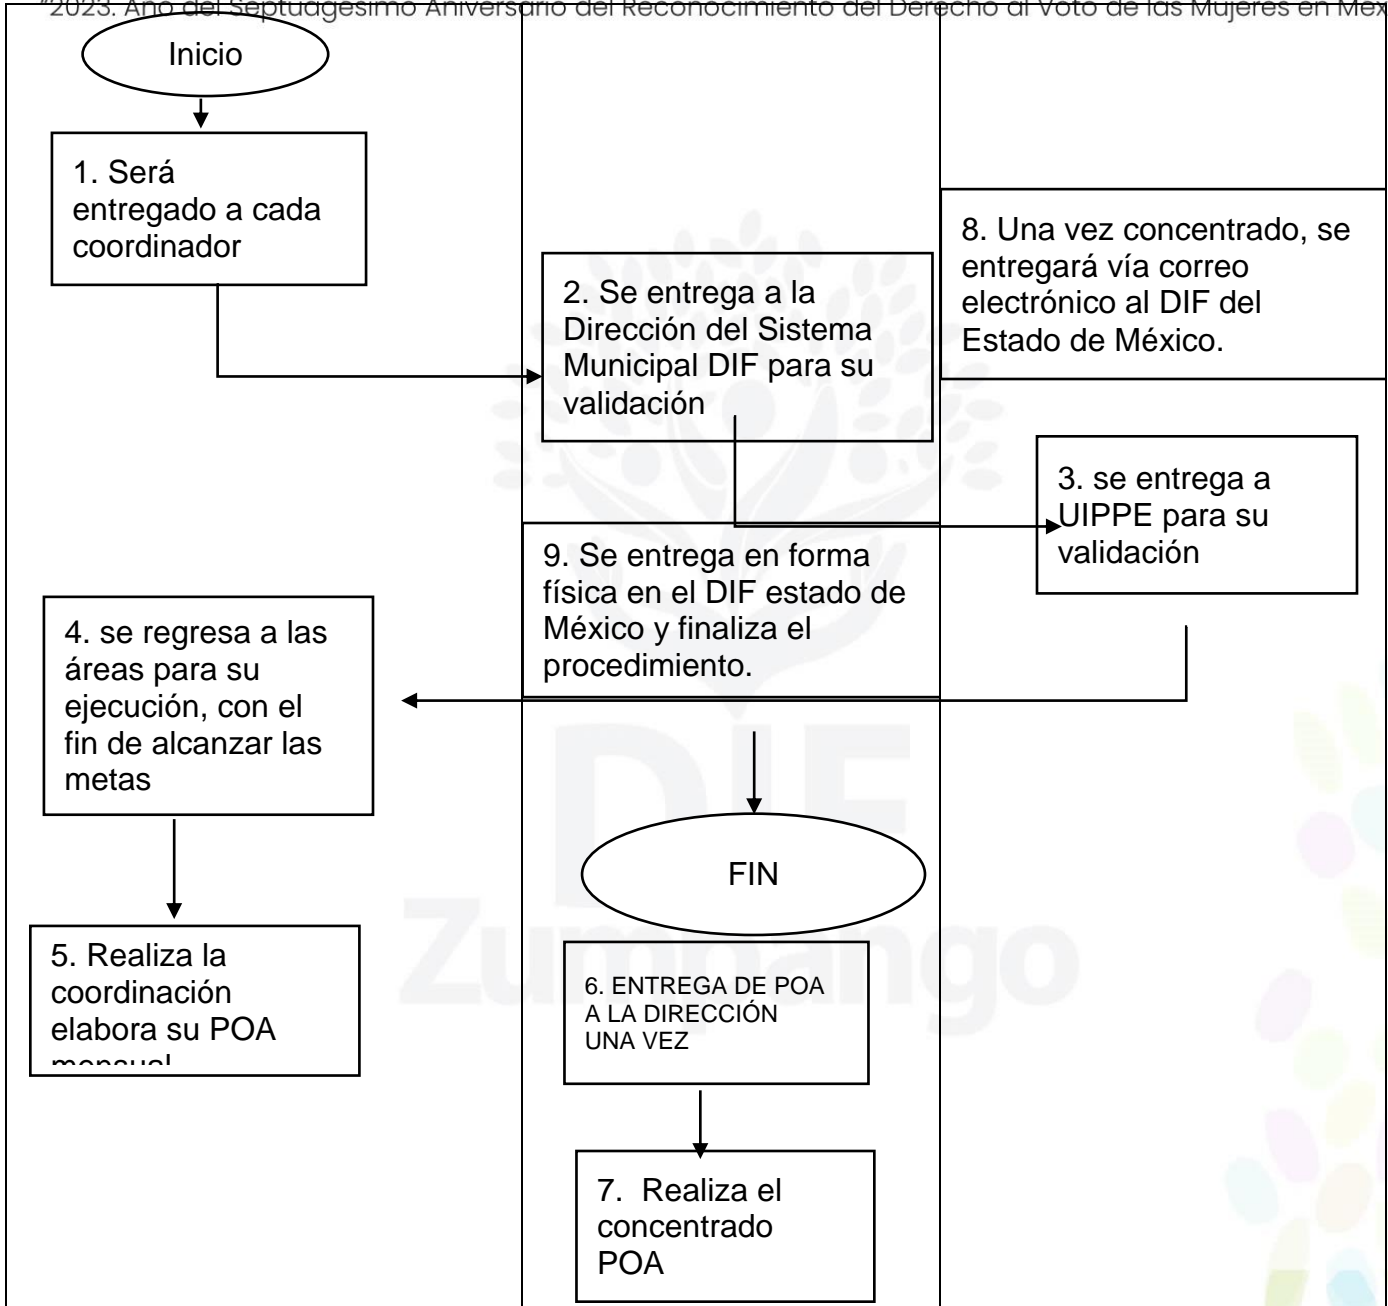 "2023. Año del Septuagésimo Aniversario del Reconocimiento del Derecho al Voto de las Mujeres en Méx
Inicio
1. Será
entregado a cada
coordinador
2. Se entrega a la
Dirección del Sistema
Municipal DIF para su
validación
8. Una vez concentrado, se
entregará vía correo
electrónico al DIF del
Estado de México.
3. se entrega a
UIPPE para su
validación
9. Se entrega en forma
física en el DIF estado de
México y finaliza el
procedimiento.
4. se regresa a las
áreas para su
ejecución, con el
fin de alcanzar las
metas
FIN
5. Realiza la
coordinación
elabora su POA
mensual
6. ENTREGA DE POA
A LA DIRECCIÓN
UNA VEZ
7. Realiza el
concentrado
POA
DIF
Zumpango